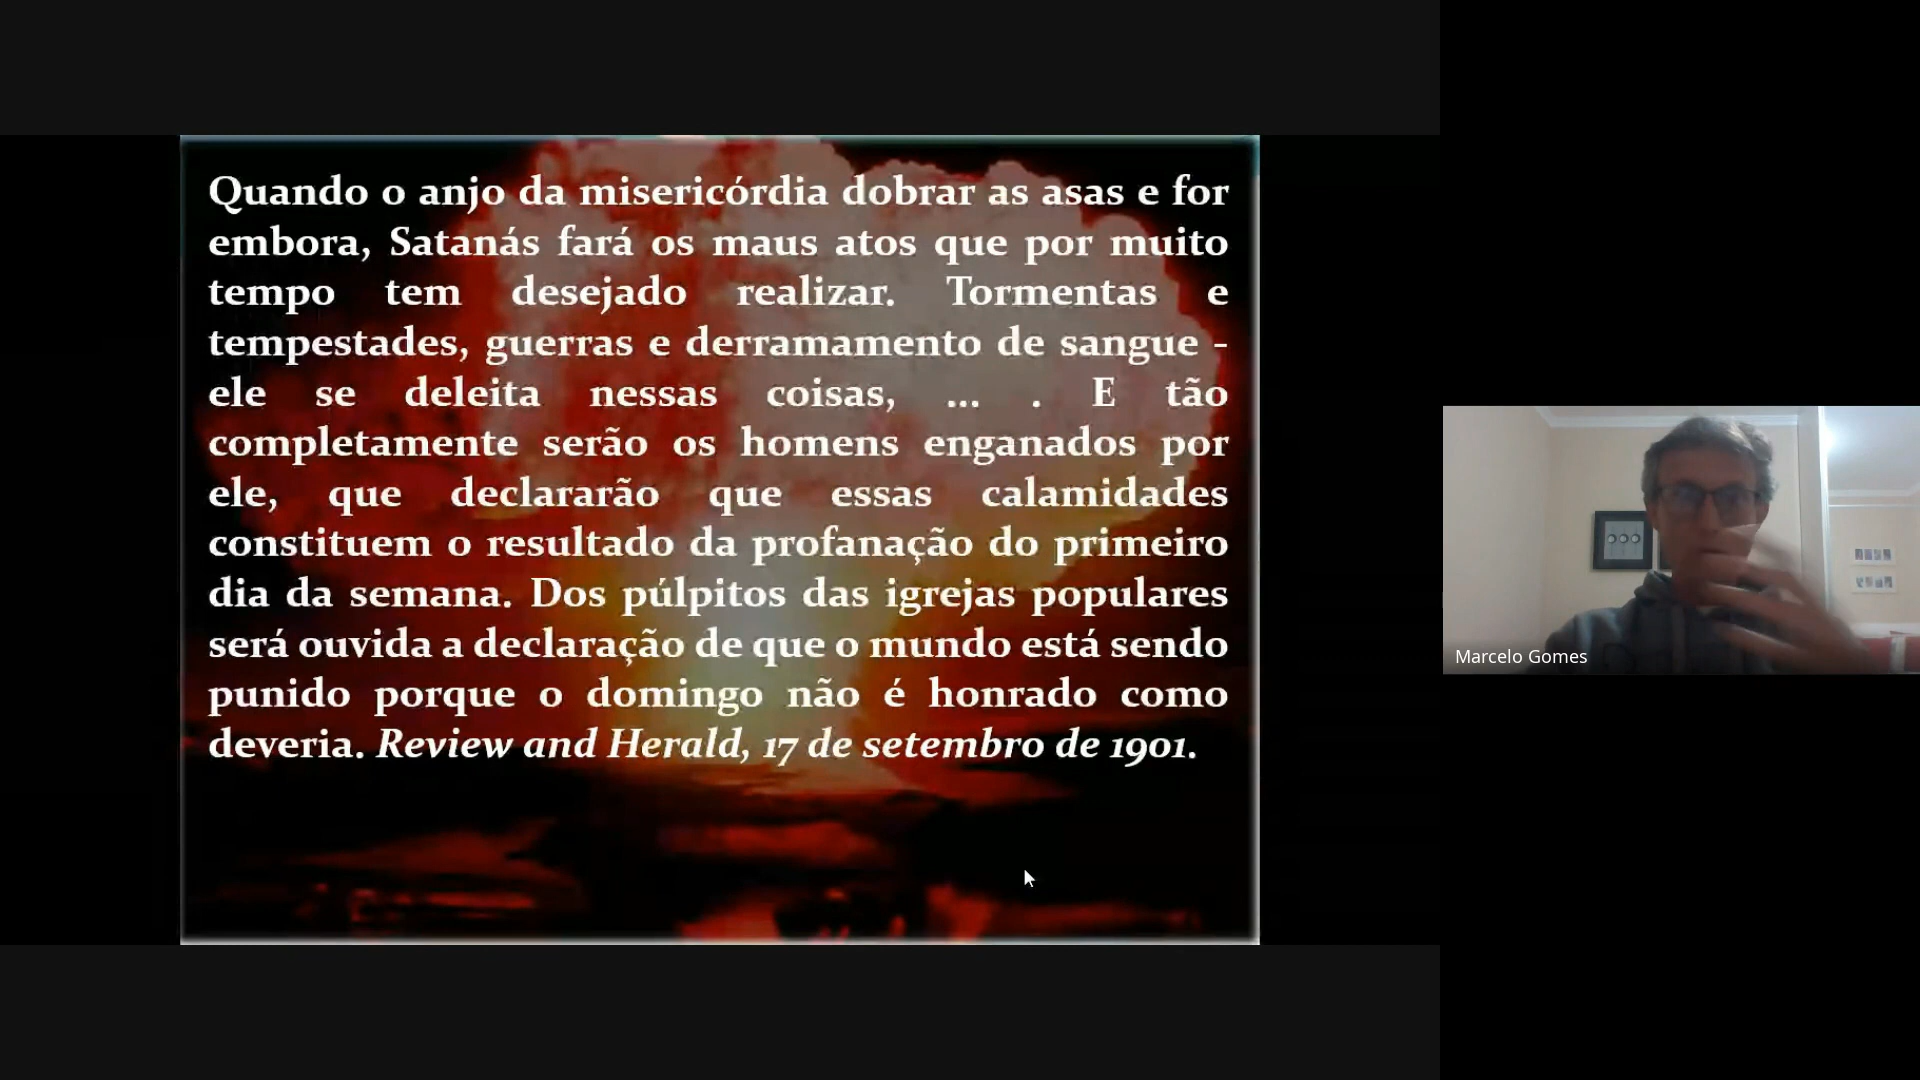 Quando o anjo da misericórdia dobrar as asas e for
embora, Satanás fará os maus atos que por muito
tempo tem desejado realizar. Tormentas e
tempestades, guerras e derramamento de sangue -
ele se deleita nessas coisas, ... . E tão
completamente serão os homens enganados por
ele, que declararão que essas calamidades
constituem o resultado da profanação do primeiro
dia da semana. Dos púlpitos das igrejas populares
será ouvida a declaração de que o mundo está sendo
punido porque o domingo não é honrado como
deveria. Review and Herald, 17 de setembro de 1901.
Marcelo Gomes